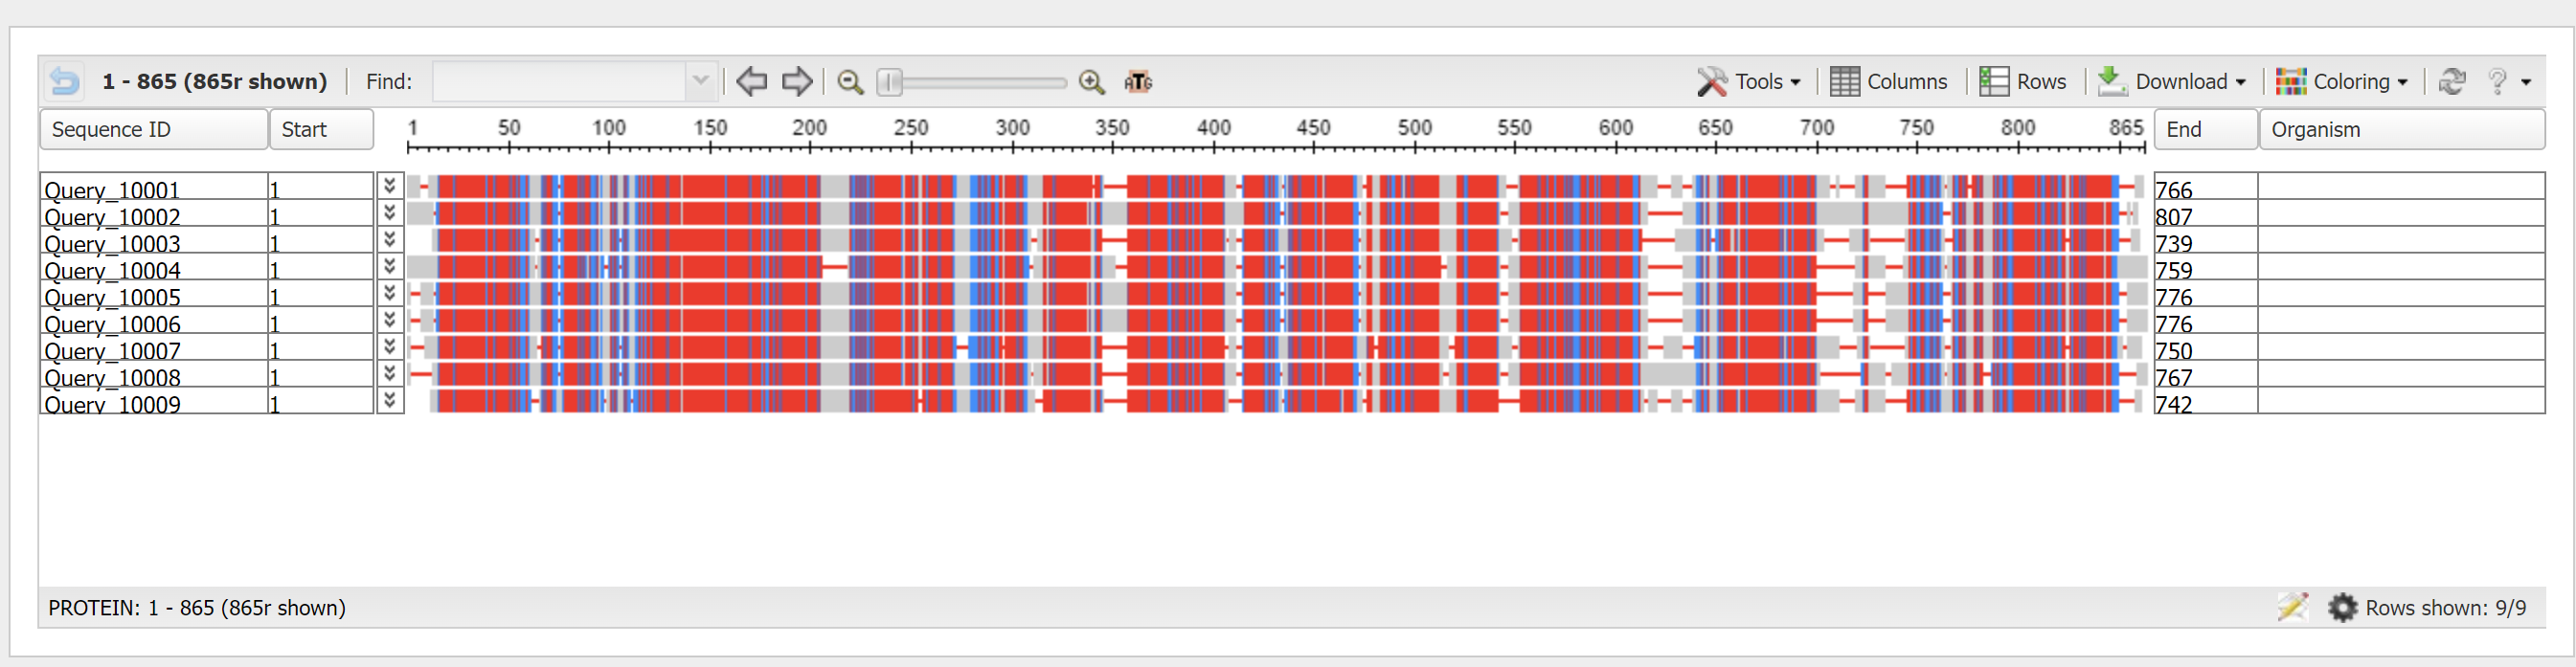 1 - 865 (865r shown) Find: ATG Tools Columns Rows Download Coloring ?
Sequence ID Start 1 50 100 150 200 250 300 350 400 450 500 550 600 650 700 750 800 865 End Organism
Query_10001 1 766
Query_10002 1 807
Query_10003 1 739
Query_10004 1 759
Query_10005 1 776
Query_10006 1 776
Query_10007 1 750
Query_10008 1 767
Query_10009 1 742
PROTEIN: 1 - 865 (865r shown) Rows shown: 9/9